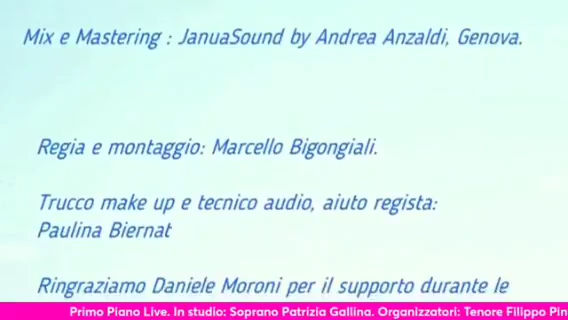 Mix e Mastering : JanuaSound by Andrea Anzaldi, Genova.
Regia e montaggio: Marcello Bigongiali.
Trucco make up e tecnico audio, aiuto regista:
Paulina Biernat
Ringraziamo Daniele Moroni per il supporto durante le
Primo Piano Live. In studio: Soprano Patrizia Gallina. Organizzatori: Tenore Filippo Pin